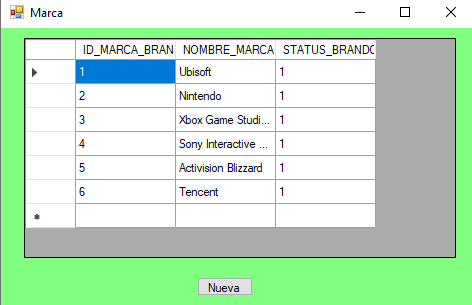 Marca
ID_MARCA_BRAN NOMBRE_MARCA STATUS_BRANDO
1 Ubisoft 1
2 Nintendo 1
3 Xbox Game Studi... 1
4 Sony Interactive ... 1
5 Activision Blizzard 1
6 Tencent 1
Nueva